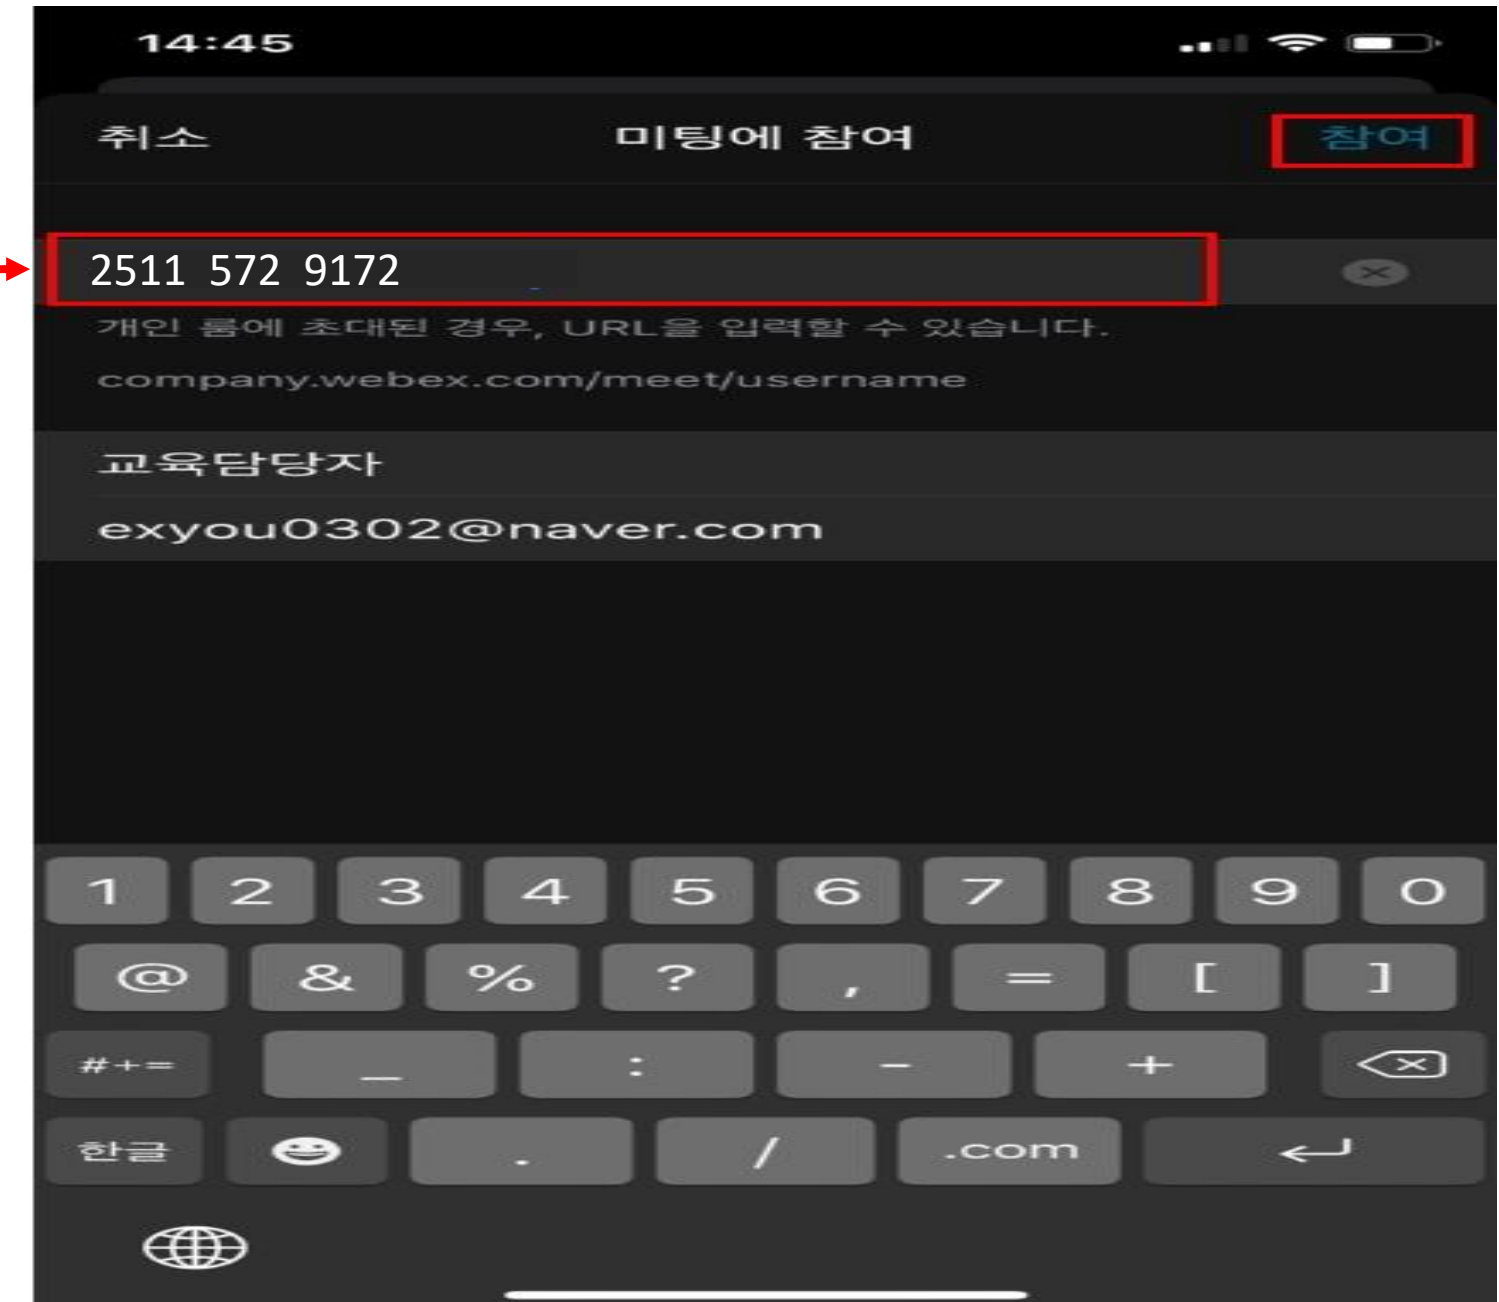 14:45
취소 미팅에 참여 참여
2511 572 9172
개인 룸에 초대된 경우, URL을 입력할 수 있습니다.
company.webex.com/meet/username
교육담당자
exyou0302@naver.com
1 2 3 4 5 6 7 8 9 0
@ & % ? , = [ ]
#+= _ : - +
한글 . / .com